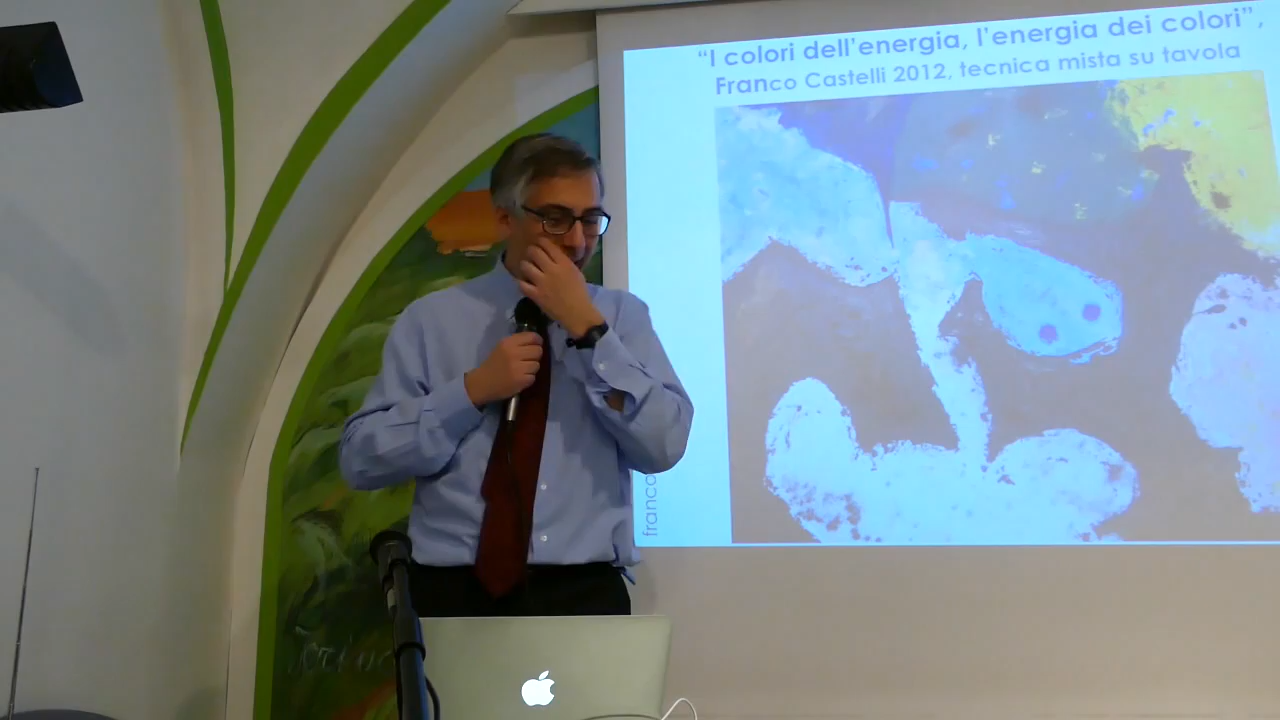 “I colori dell’energia, l’energia dei colori”,
Franco Castelli 2012, tecnica mista su tavola
franco